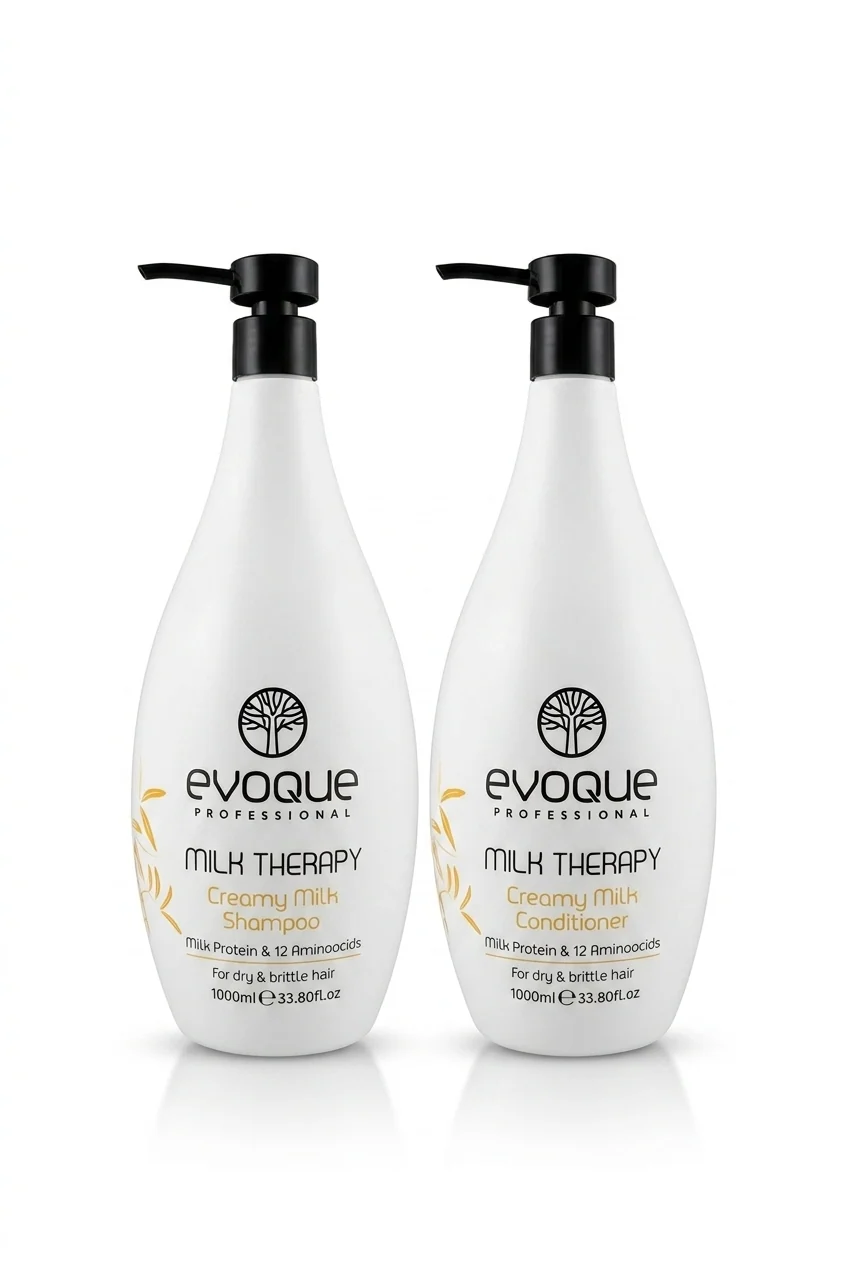 evoque
PROFESSIONAL
MILK THERAPY
Creamy Milk
Shampoo
Milk Protein & 12 Aminoocids
For dry & brittle hair
1000ml e 33.80fl.oz
evoque
PROFESSIONAL
MILK THERAPY
Creamy Milk
Conditioner
Milk Protein & 12 Aminoocids
For dry & brittle hair
1000ml e 33.80fl.oz